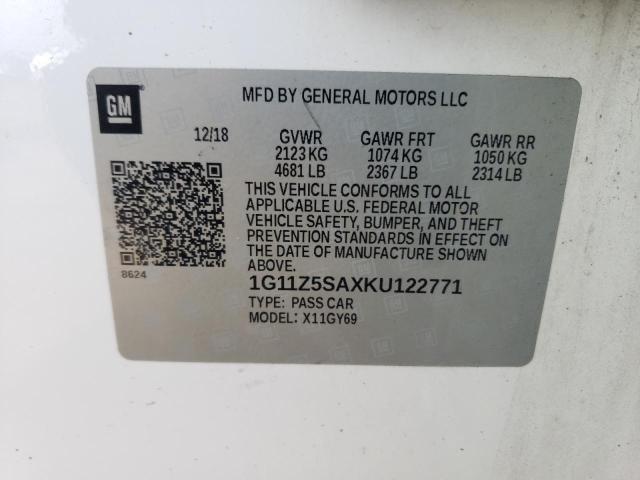 GM
MFD BY GENERAL MOTORS LLC
12/18 GVWR GAWR FRT GAWR RR
2123 KG 1074 KG 1050 KG
4681 LB 2367 LB 2314 LB
THIS VEHICLE CONFORMS TO ALL
APPLICABLE U.S. FEDERAL MOTOR
VEHICLE SAFETY, BUMPER, AND THEFT
PREVENTION STANDARDS IN EFFECT ON
THE DATE OF MANUFACTURE SHOWN
ABOVE.
8624
1G11Z5SAXKU122771
TYPE: PASS CAR
MODEL: X11GY69